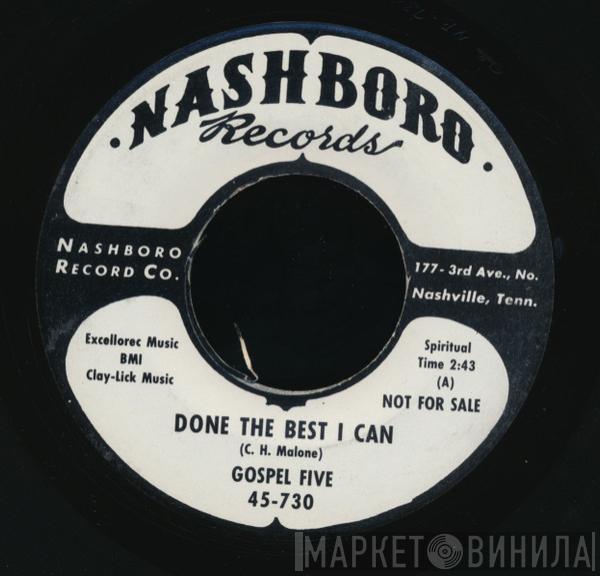 ·NASHBORO·
Records
NASHBORO
RECORD CO.
177-3rd Ave., No.
Nashville, Tenn.
Excellorec Music
BMI
Clay-Lick Music
Spiritual
Time 2:43
(A)
NOT FOR SALE
DONE THE BEST I CAN
(C. H. Malone)
GOSPEL FIVE
45-730
МАРКЕТ ВИНИЛА